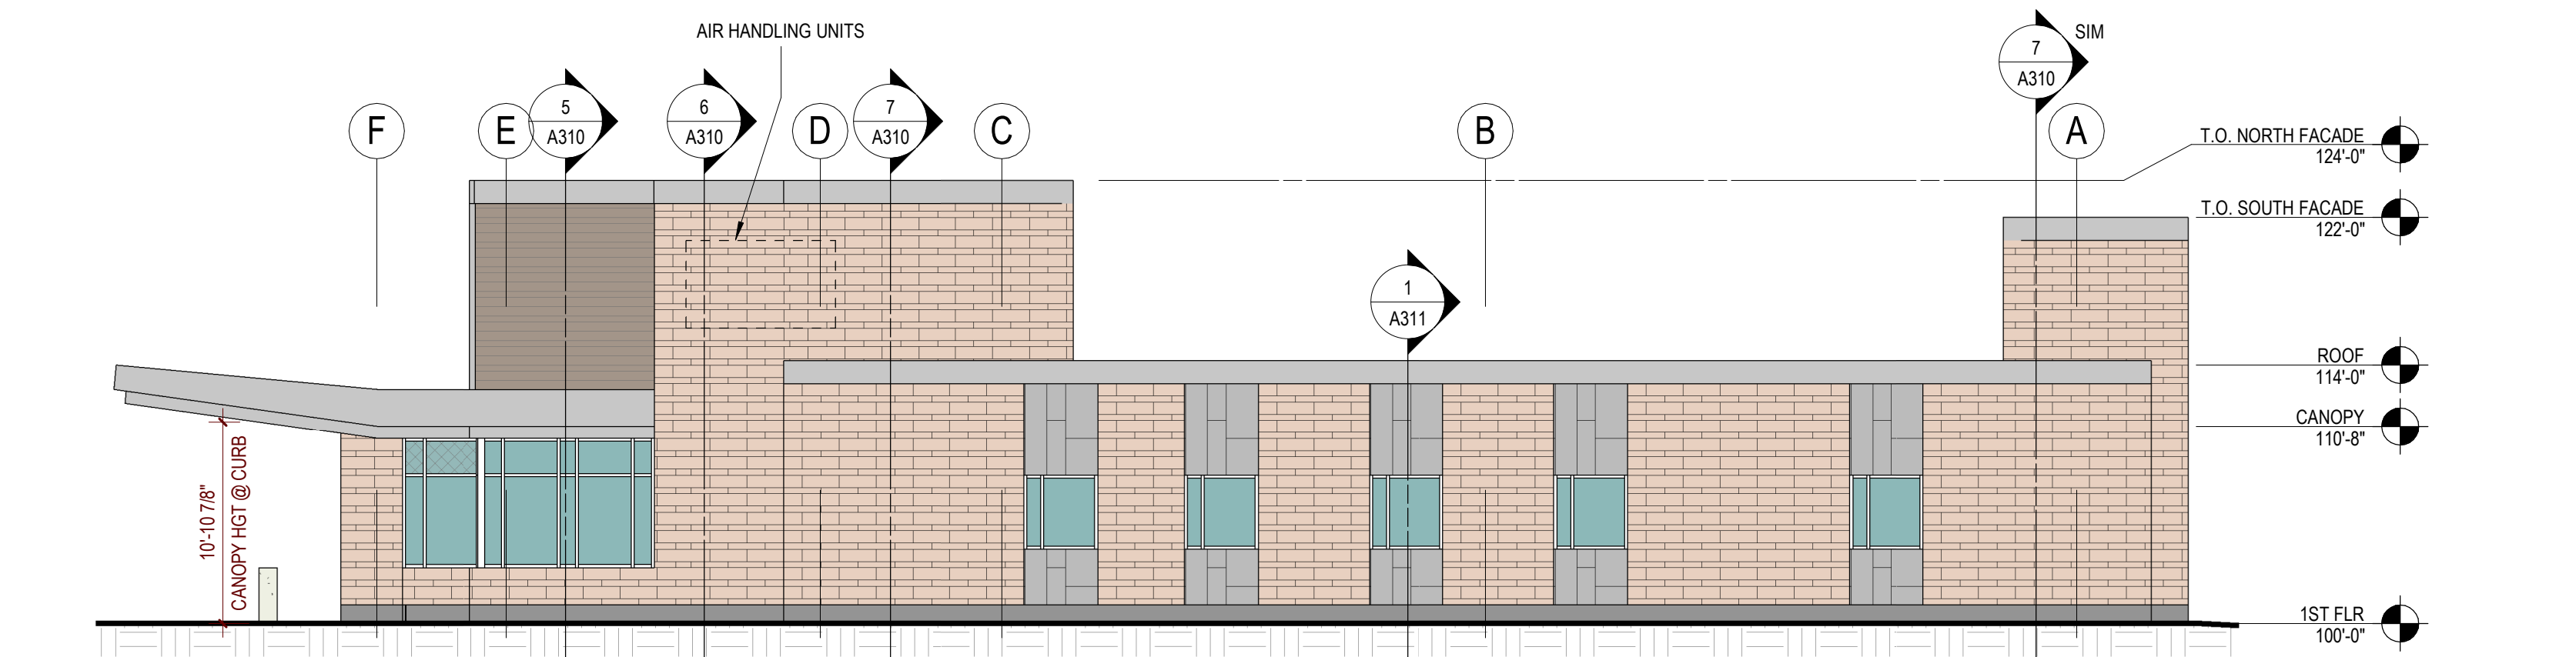 AIR HANDLING UNITS
SIM
7
A310
5
A310
6
A310
7
A310
F
E
D
C
B
A
T.O. NORTH FACADE
124'-0"
T.O. SOUTH FACADE
122'-0"
1
A311
ROOF
114'-0"
CANOPY
110'-8"
10'-10 7/8"
CANOPY HGT @ CURB
1ST FLR
100'-0"